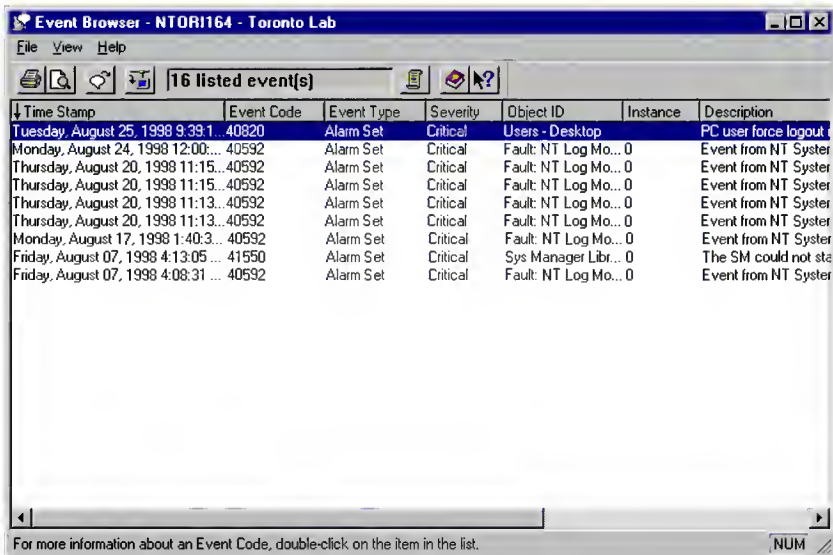 Event Browser - NTORI164 - Toronto Lab
File View Help
16 listed event(s)
Time Stamp Event Code Event Type Severity Object ID Instance Description
Tuesday, August 25, 1998 9:39:1... 40820 Alarm Set Critical Users - Desktop PC user force logout
Monday, August 24, 1998 12:00:... 40592 Alarm Set Critical Fault: NT Log Mo... 0 Event from NT System
Thursday, August 20, 1998 11:15... 40592 Alarm Set Critical Fault: NT Log Mo... 0 Event from NT System
Thursday, August 20, 1998 11:15... 40592 Alarm Set Critical Fault: NT Log Mo... 0 Event from NT System
Thursday, August 20, 1998 11:13... 40592 Alarm Set Critical Fault: NT Log Mo... 0 Event from NT System
Thursday, August 20, 1998 11:13... 40592 Alarm Set Critical Fault: NT Log Mo... 0 Event from NT System
Monday, August 17, 1998 1:40:3... 40592 Alarm Set Critical Fault: NT Log Mo... 0 Event from NT System
Friday, August 07, 1998 4:13:05 ... 41550 Alarm Set Critical Sys Manager Libr... 0 The SM could not sta
Friday, August 07, 1998 4:08:31 ... 40592 Alarm Set Critical Fault: NT Log Mo... 0 Event from NT System
For more information about an Event Code, double-click on the item in the list. NUM